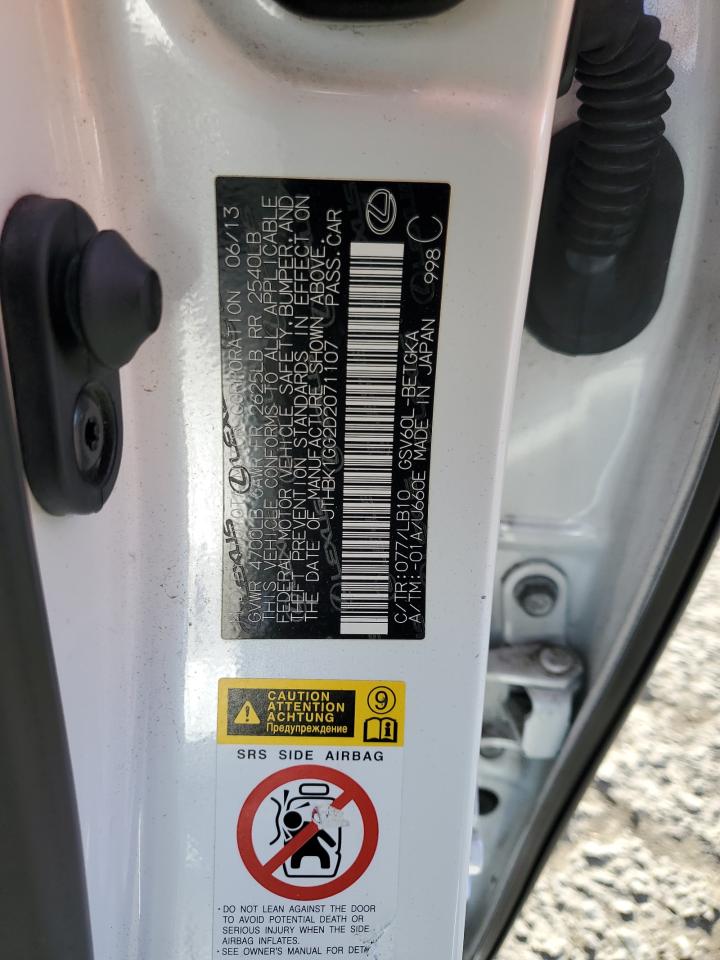 CORPORATION 06/13
GVWR 4700LB GAWR FR 2625LB RR 2540LB
THIS VEHICLE CONFORMS TO ALL APPLICABLE
FEDERAL MOTOR VEHICLE SAFETY, BUMPER, AND
THEFT PREVENTION STANDARDS IN EFFECT ON
THE DATE OF MANUFACTURE SHOWN ABOVE.
JTHBK1GG2D2071107 PASS.CAR
C/TR:077/LB10 GSV60L-BETGKA
A/TM:-01A/U660E MADE IN JAPAN
998 C
LEXUS
CAUTION
ATTENTION
ACHTUNG
Предупреждение
9
SRS SIDE AIRBAG
· DO NOT LEAN AGAINST THE DOOR
TO AVOID POTENTIAL DEATH OR
SERIOUS INJURY WHEN THE SIDE
AIRBAG INFLATES.
· SEE OWNER'S MANUAL FOR